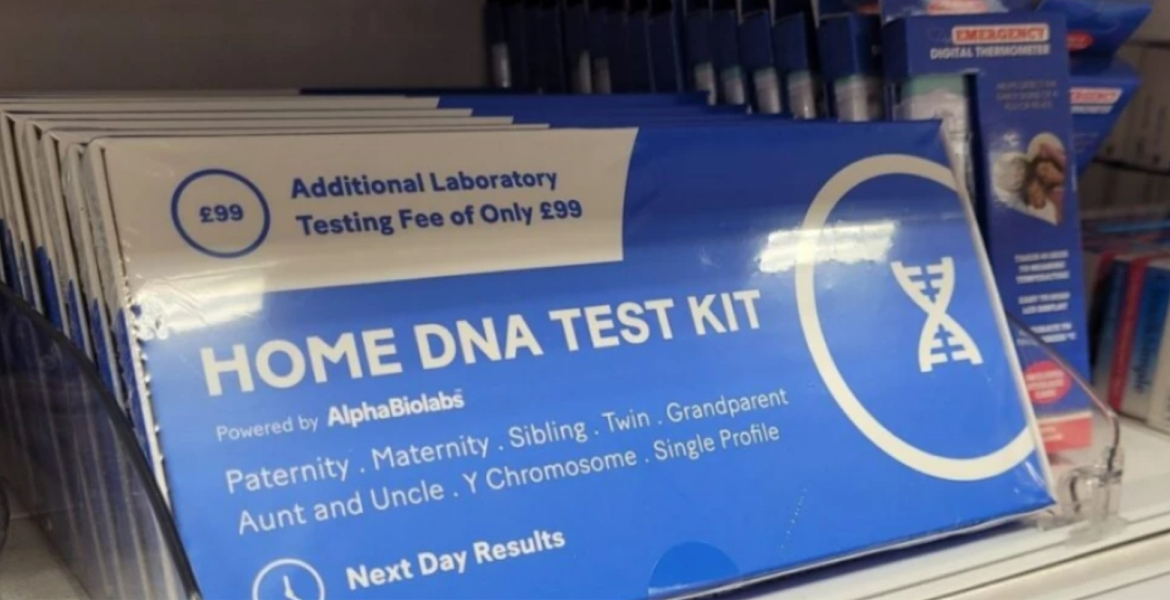 £99
Additional Laboratory
Testing Fee of Only £99
HOME DNA TEST KIT
Powered by AlphaBiolabs
Paternity . Maternity . Sibling . Twin . Grandparent
Aunt and Uncle . Y Chromosome . Single Profile
Next Day Results
EMERGENCY
DIGITAL THERMOMETER
EMERGENCY